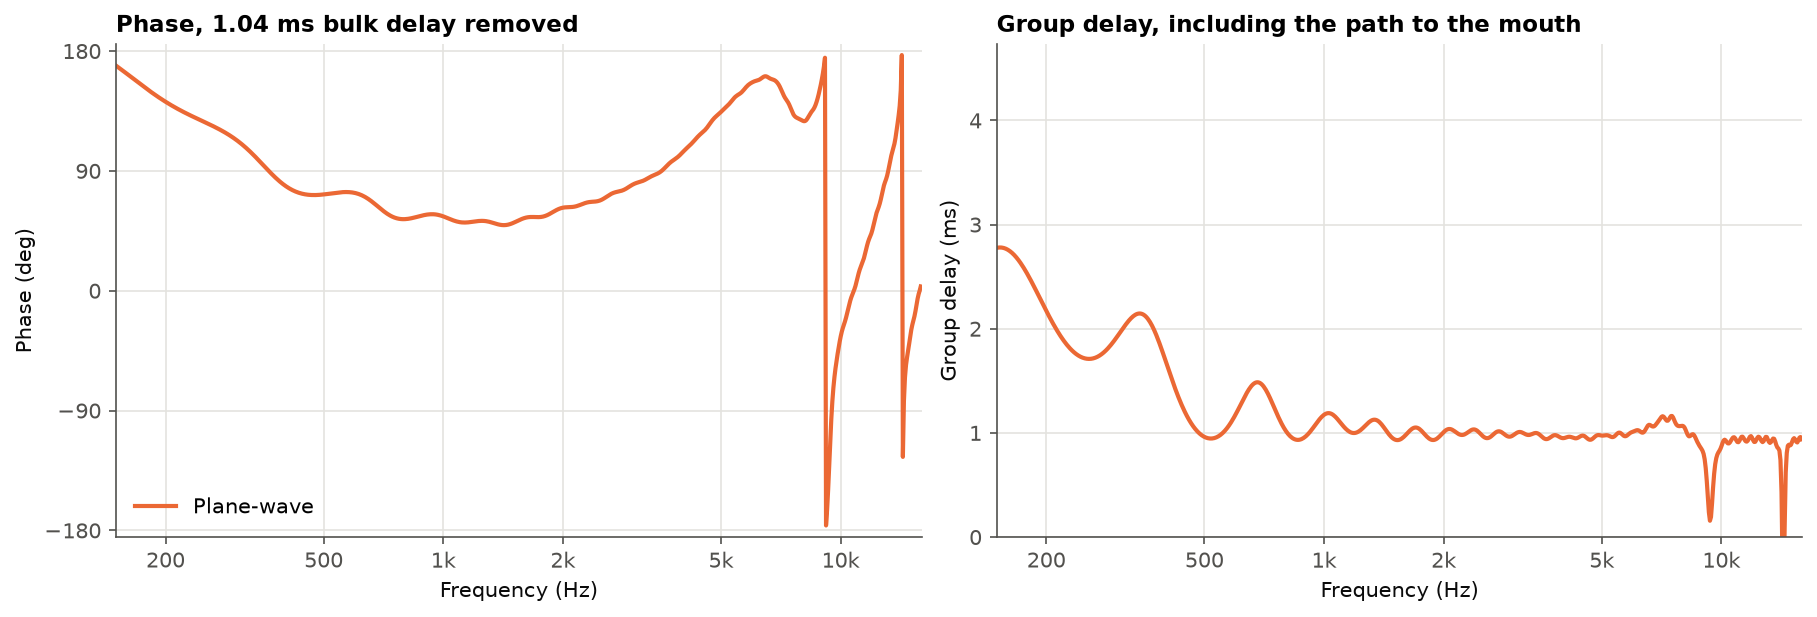 Phase, 1.04 ms bulk delay removed
180
90
0
−90
−180
Phase (deg)
Plane-wave
200
500
1k
2k
5k
10k
Frequency (Hz)
Group delay, including the path to the mouth
4
3
2
1
0
Group delay (ms)
200
500
1k
2k
5k
10k
Frequency (Hz)